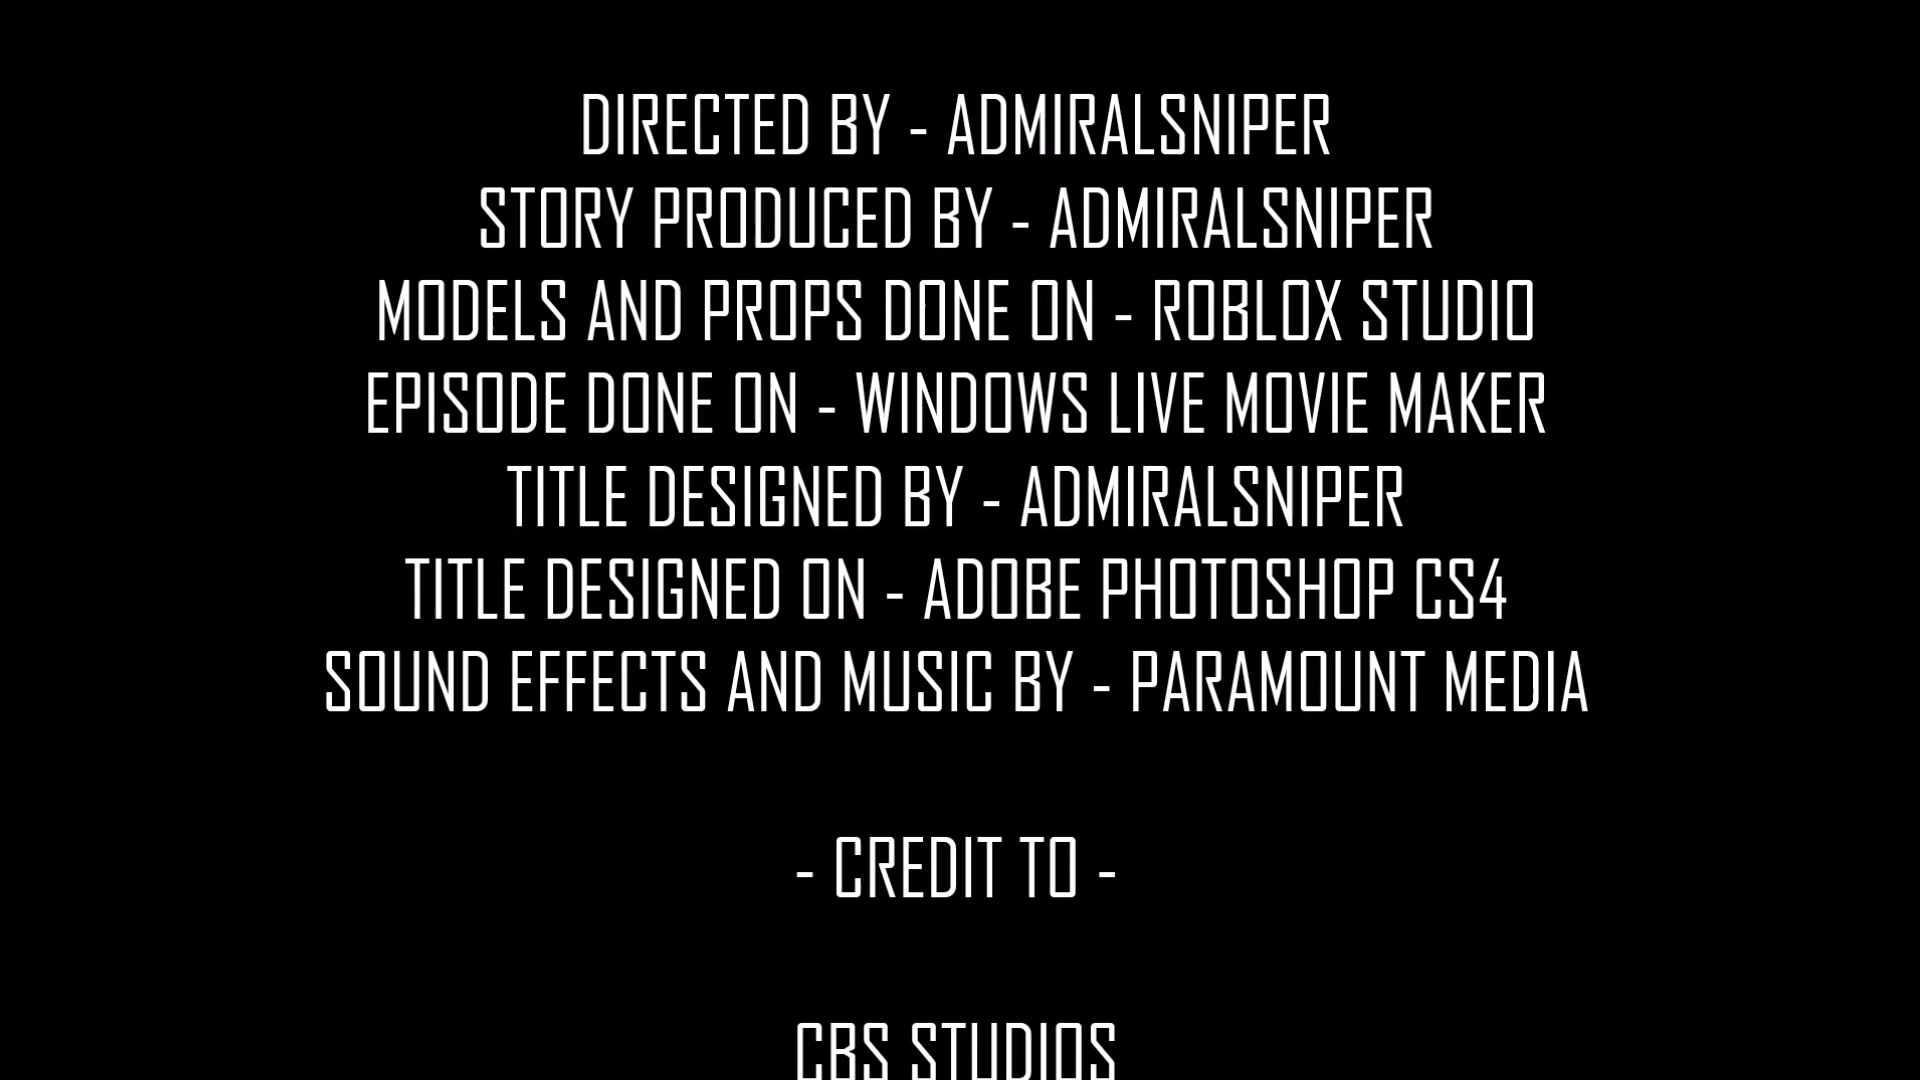 DIRECTED BY - ADMIRALSNIPER
STORY PRODUCED BY - ADMIRALSNIPER
MODELS AND PROPS DONE ON - ROBLOX STUDIO
EPISODE DONE ON - WINDOWS LIVE MOVIE MAKER
TITLE DESIGNED BY - ADMIRALSNIPER
TITLE DESIGNED ON - ADOBE PHOTOSHOP CS4
SOUND EFFECTS AND MUSIC BY - PARAMOUNT MEDIA
- CREDIT TO -
CBS STUDIOS